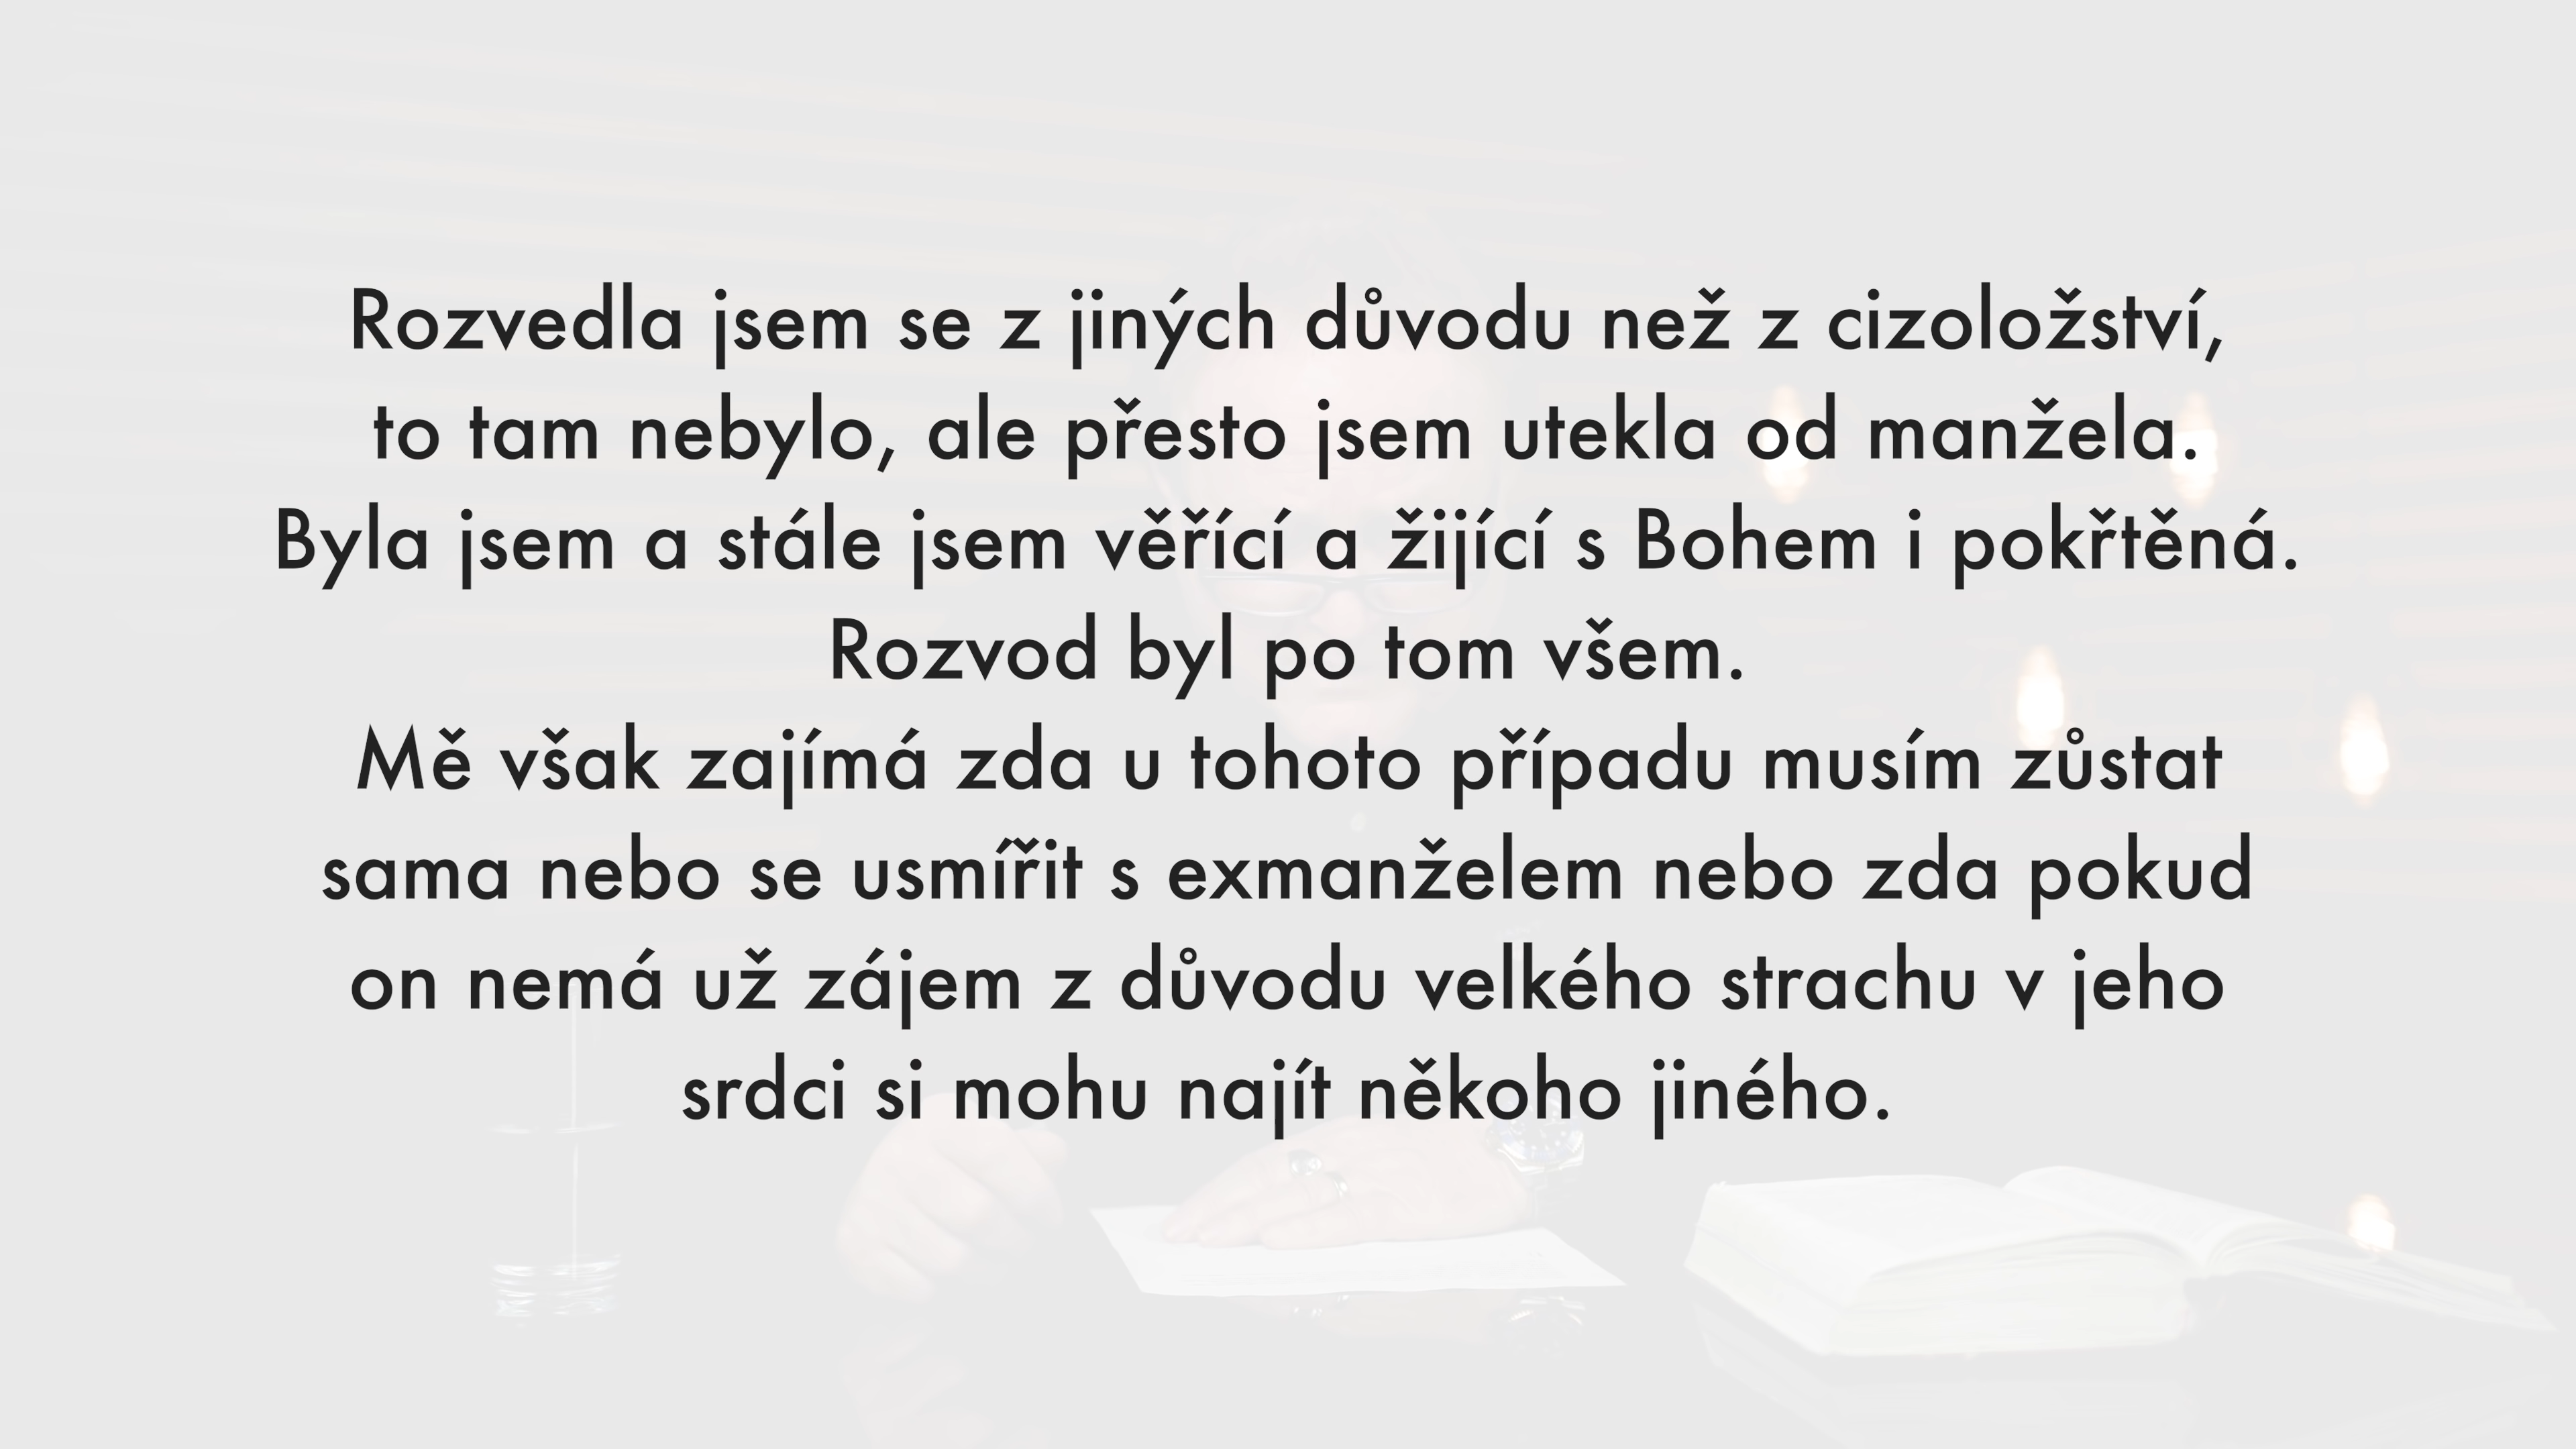 Rozvedla jsem se z jiných důvodu než z cizoložství,
to tam nebylo, ale přesto jsem utekla od manžela.
Byla jsem a stále jsem věřící a žijící s Bohem i pokřtěná.
Rozvod byl po tom všem.
Mě však zajímá zda u tohoto případu musím zůstat
sama nebo se usmířit s exmanželem nebo zda pokud
on nemá už zájem z důvodu velkého strachu v jeho
srdci si mohu najít někoho jiného.